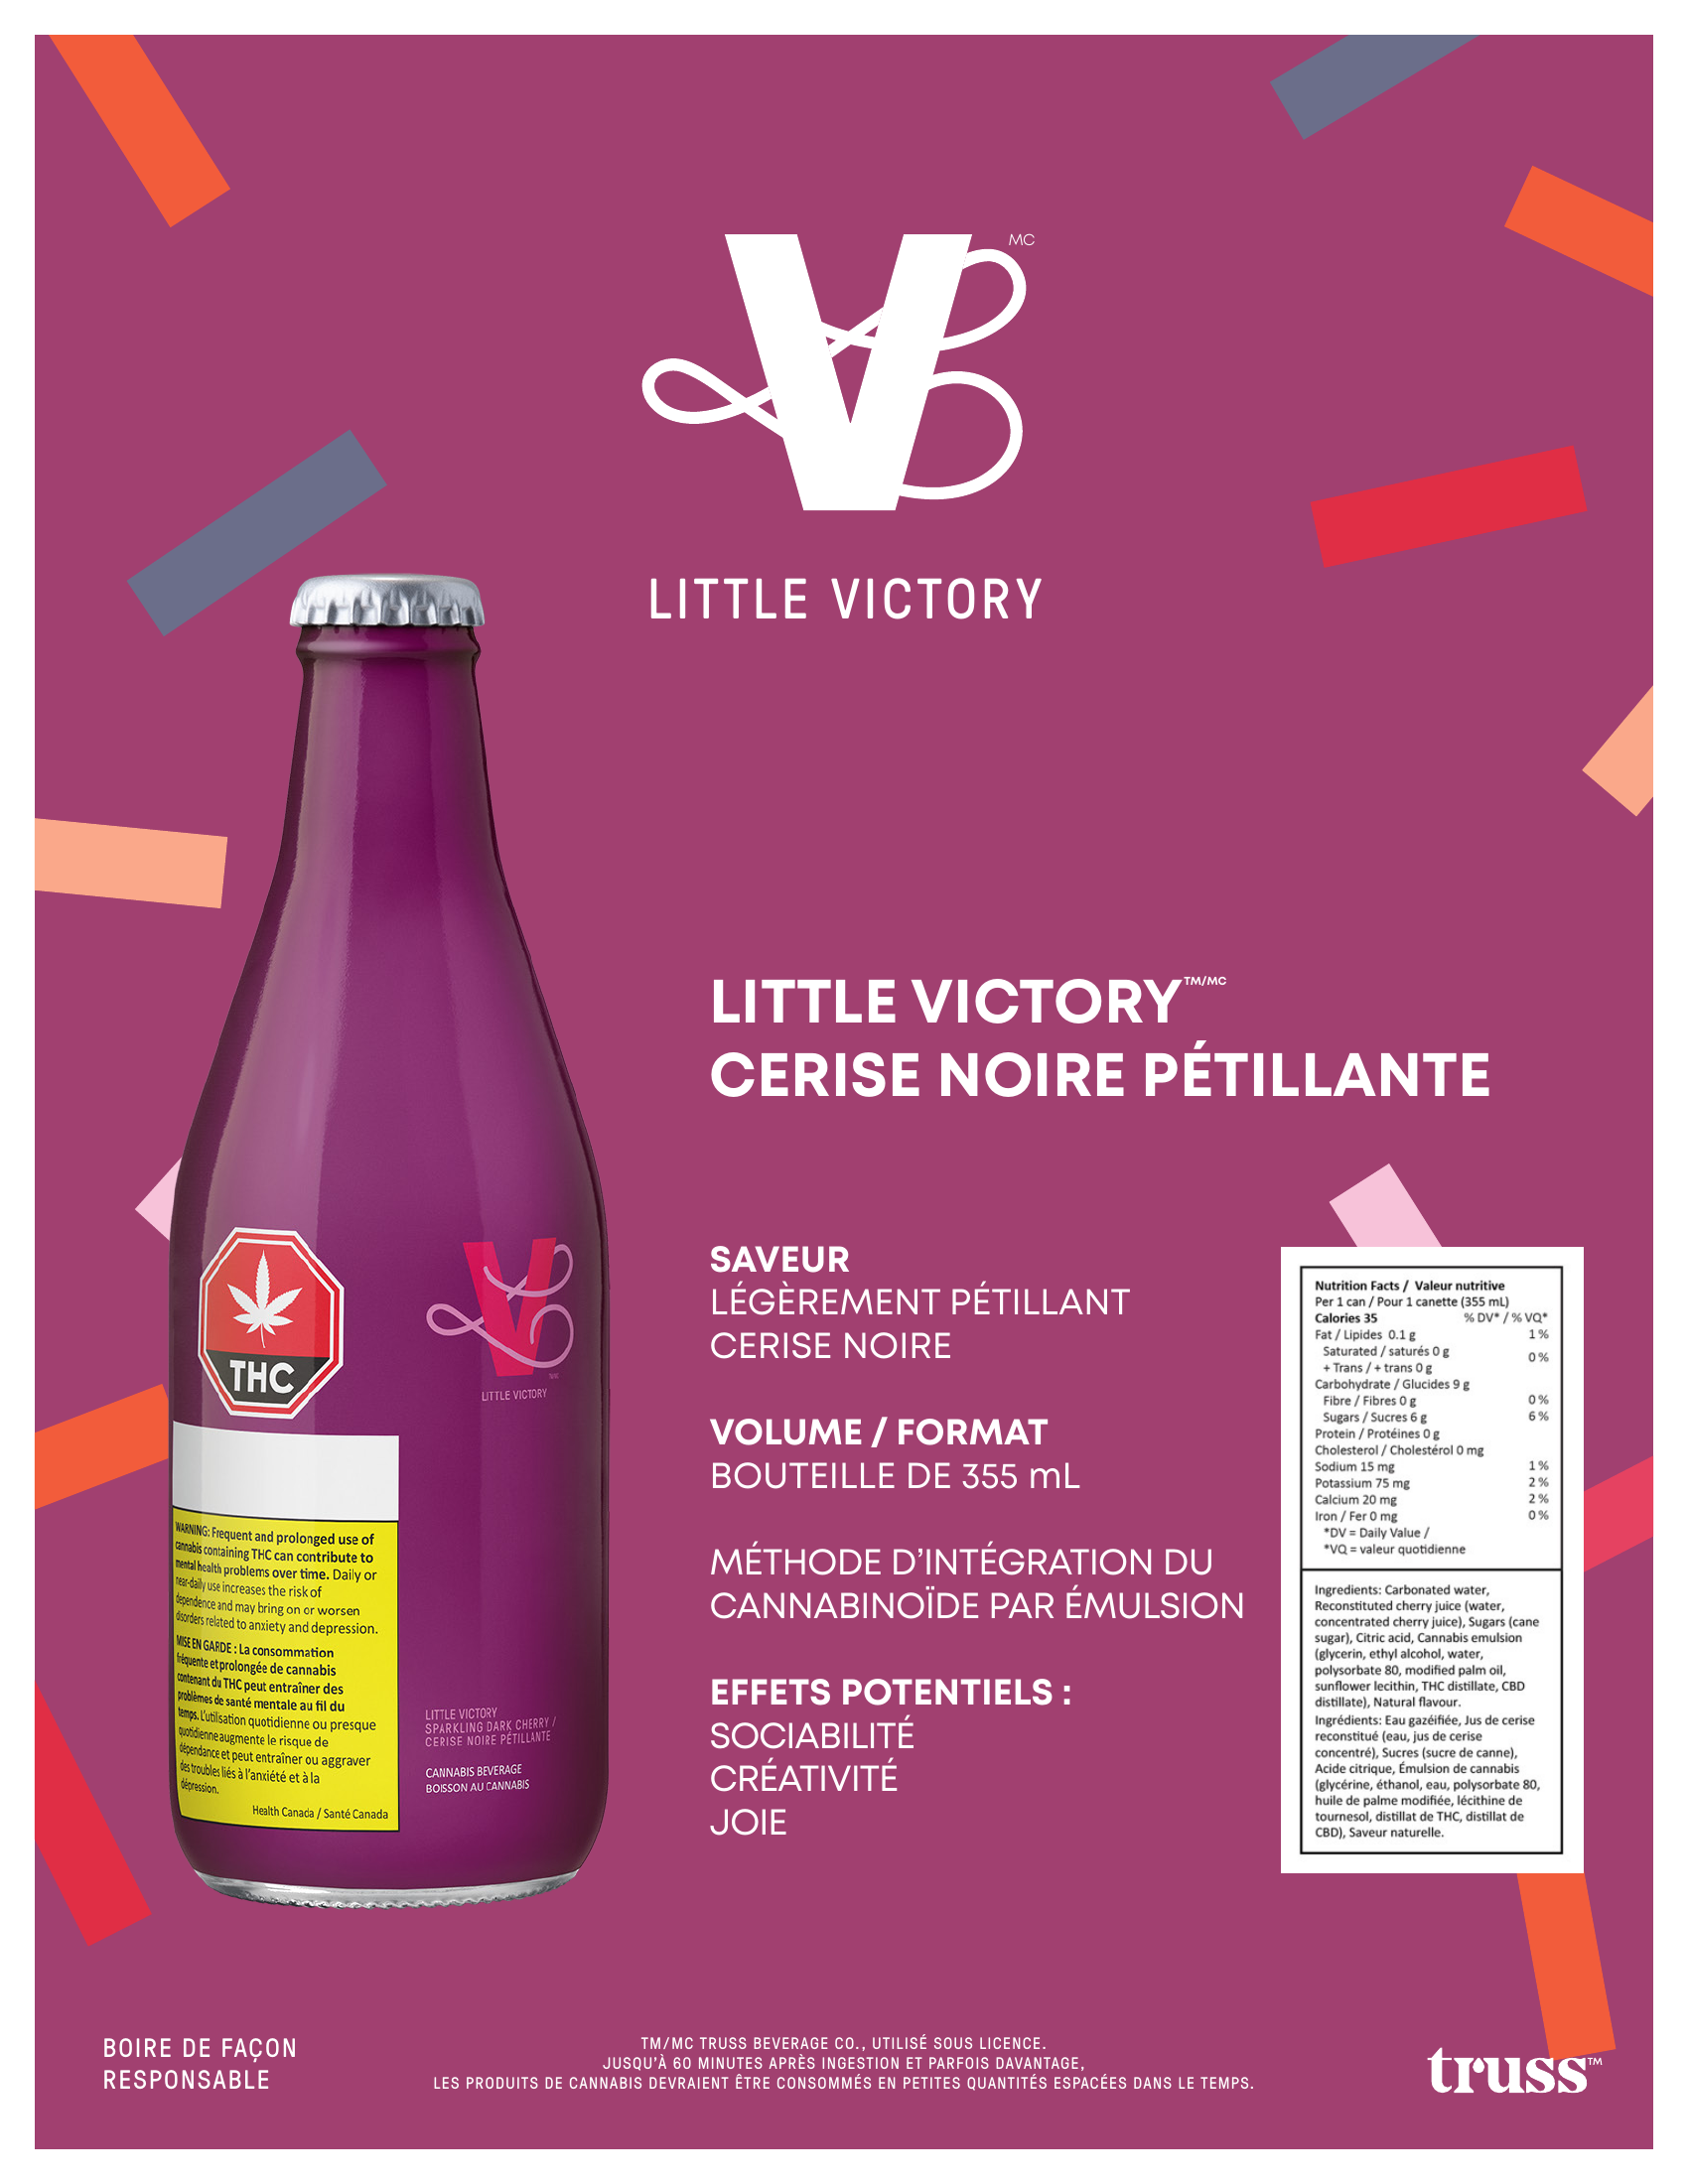 MC
LITTLE VICTORY
LITTLE VICTORY™/MC
CERISE NOIRE PÉTILLANTE
SAVEUR
LÉGÈREMENT PÉTILLANT
CERISE NOIRE
VOLUME / FORMAT
BOUTEILLE DE 355 mL
MÉTHODE D'INTÉGRATION DU
CANNABINOÏDE PAR ÉMULSION
EFFETS POTENTIELS :
SOCIABILITÉ
CRÉATIVITÉ
JOIE
THC
LITTLE VICTORY
WARNING: Frequent and prolonged use of
cannabis containing THC can contribute to
mental health problems over time. Daily or
near-daily use increases the risk of
dependence and may bring on or worsen
disorders related to anxiety and depression.
MISE EN GARDE : La consommation
fréquente et prolongée de cannabis
contenant du THC peut entraîner des
problèmes de santé mentale au fil du
temps. L'utilisation quotidienne ou presque
quotidienne augmente le risque de
dépendance et peut entraîner ou aggraver
des troubles liés à l'anxiété et à la
dépression.
Health Canada / Santé Canada
LITTLE VICTORY
SPARKLING DARK CHERRY /
CERISE NOIRE PÉTILLANTE
CANNABIS BEVERAGE
BOISSON AU CANNABIS
Nutrition Facts / Valeur nutritive
Per 1 can / Pour 1 canette (355 mL)
Calories 35 % DV* / % VQ*
Fat / Lipides 0.1 g 1 %
Saturated / saturés 0 g
+ Trans / + trans 0 g 0 %
Carbohydrate / Glucides 9 g
Fibre / Fibres 0 g 0 %
Sugars / Sucres 6 g 6 %
Protein / Protéines 0 g
Cholesterol / Cholestérol 0 mg
Sodium 15 mg 1 %
Potassium 75 mg 2 %
Calcium 20 mg 2 %
Iron / Fer 0 mg 0 %
*DV = Daily Value /
*VQ = valeur quotidienne
Ingredients: Carbonated water,
Reconstituted cherry juice (water,
concentrated cherry juice), Sugars (cane
sugar), Citric acid, Cannabis emulsion
(glycerin, ethyl alcohol, water,
polysorbate 80, modified palm oil,
sunflower lecithin, THC distillate, CBD
distillate), Natural flavour.
Ingrédients: Eau gazéifiée, Jus de cerise
reconstitué (eau, jus de cerise
concentré), Sucres (sucre de canne),
Acide citrique, Émulsion de cannabis
(glycérine, éthanol, eau, polysorbate 80,
huile de palme modifiée, lécithine de
tournesol, distillat de THC, distillat de
CBD), Saveur naturelle.
BOIRE DE FAÇON
RESPONSABLE
TM/MC TRUSS BEVERAGE CO., UTILISÉ SOUS LICENCE.
JUSQU'À 60 MINUTES APRÈS INGESTION ET PARFOIS DAVANTAGE,
LES PRODUITS DE CANNABIS DEVRAIENT ÊTRE CONSOMMÉS EN PETITES QUANTITÉS ESPACÉES DANS LE TEMPS.
truss™